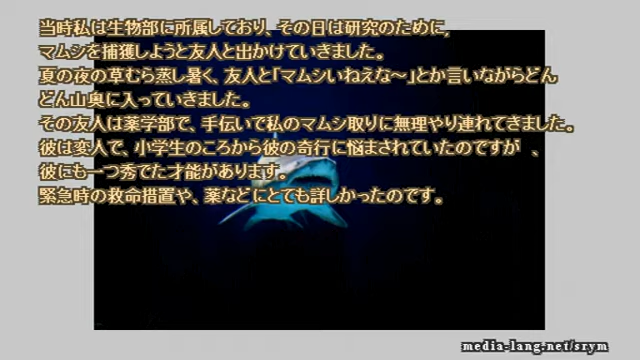 当時私は生物部に所属しており、その日は研究のために,
マムシを捕獲しようと友人と出かけていきました。
夏の夜の草むら蒸し暑く、友人と｢マムシいねえな～｣とか言いながらどん
どん山奥に入っていきました。
その友人は薬学部で、手伝いで私のマムシ取りに無理やり連れてきました。
彼は変人で、小学生のころから彼の奇行に悩まされていたのですが　、
彼にも一つ秀でた才能があります。
緊急時の救命措置や、薬などにとても詳しかったのです。
media-lang-net/srym